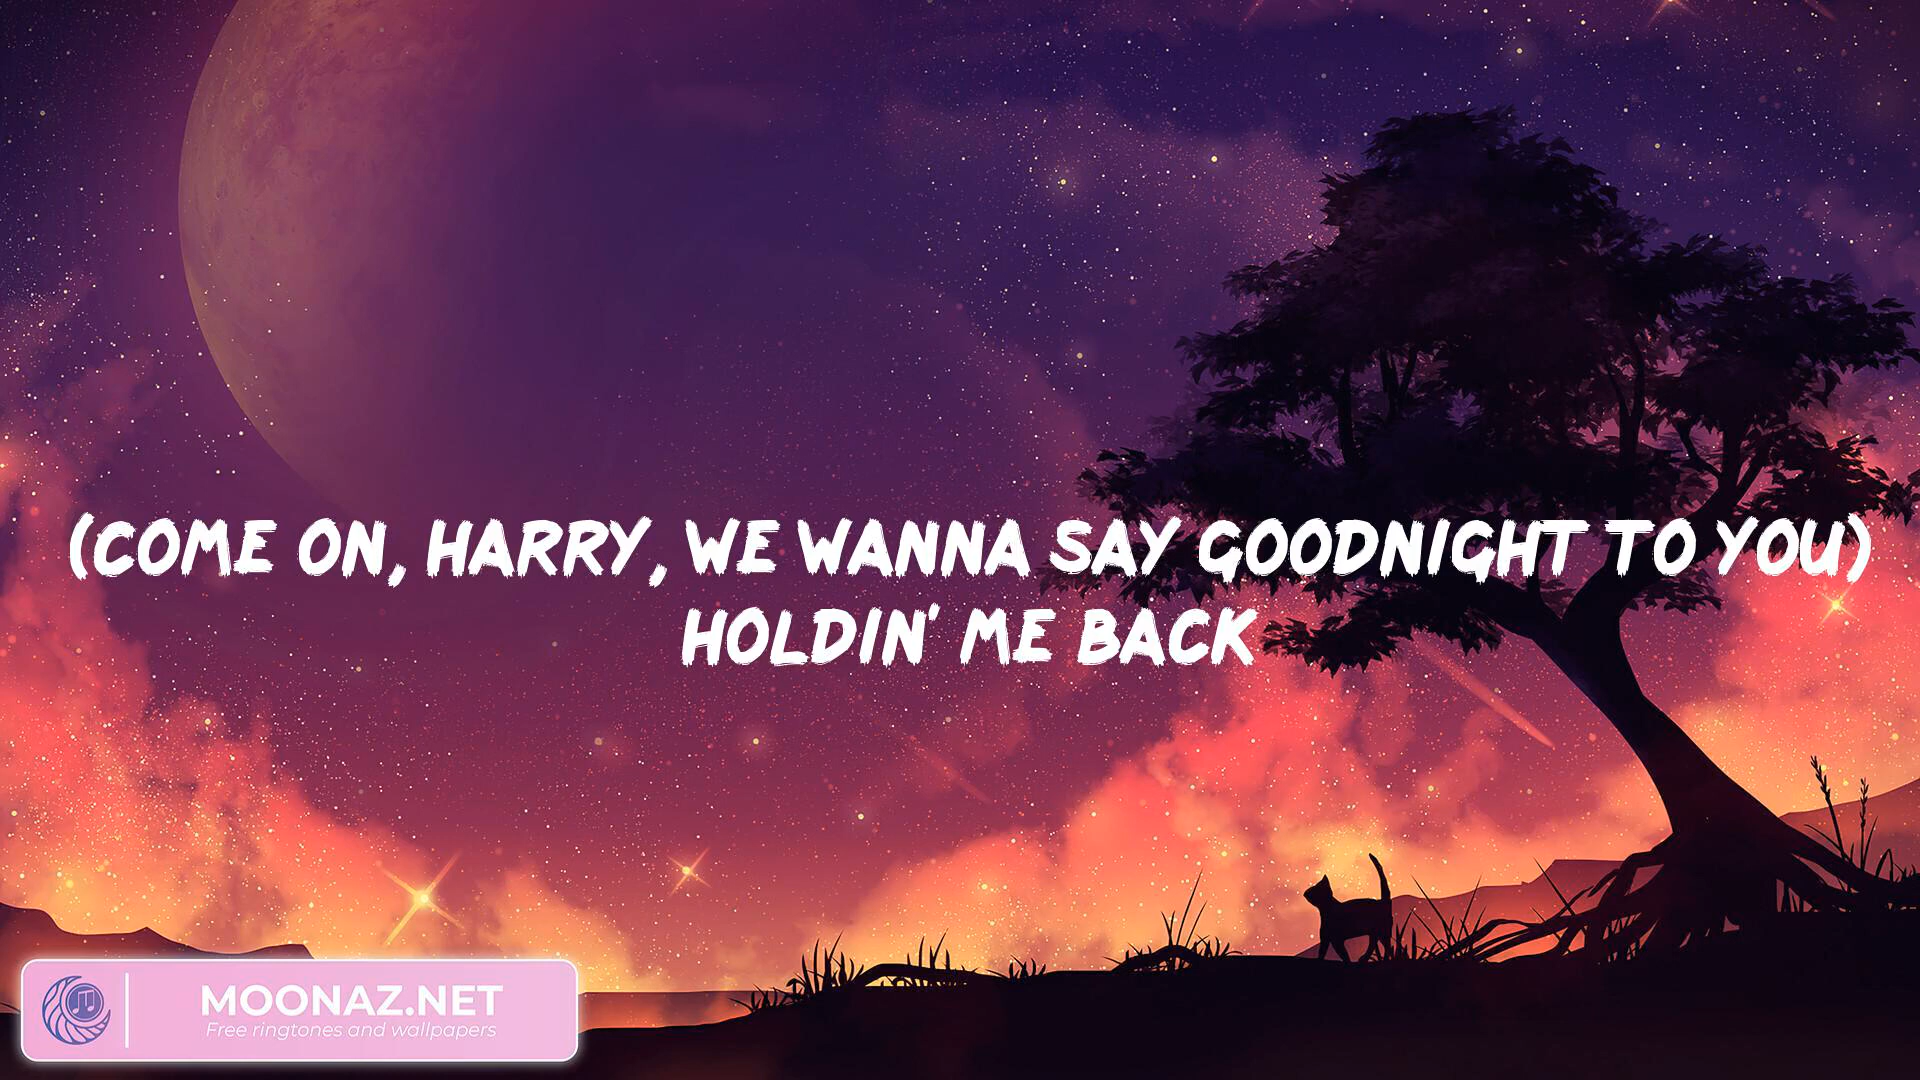 (COME ON, HARRY, WE WANNA SAY GOODNIGHT TO YOU)
HOLDIN' ME BACK
MOONAZ.NET
Free ringtones and wallpapers